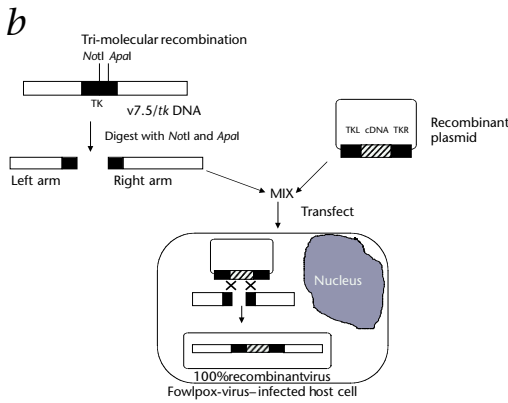 b
Tri-molecular recombination
NotI ApaI
TK
v7.5/tk DNA
Digest with NotI and ApaI
Left arm
Right arm
TKL cDNA TKR
Recombinant
plasmid
MIX
Transfect
Nucleus
100%recombinantvirus
Fowlpox-virus–infected host cell